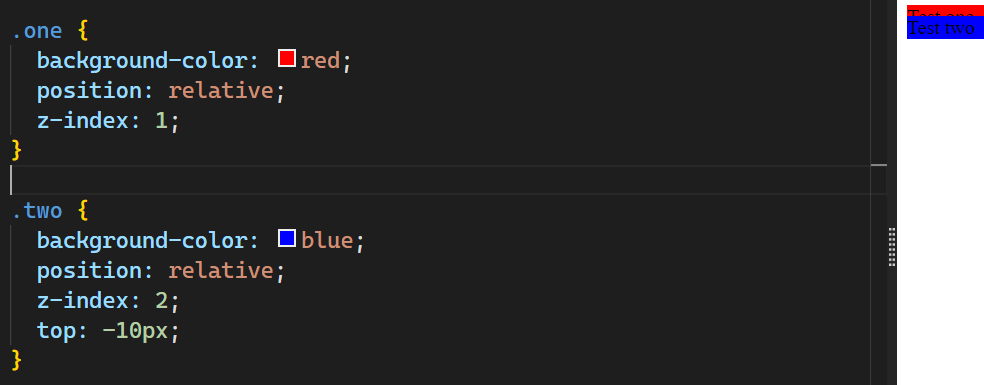 .one {
background-color: red;
position: relative;
z-index: 1;
}
.two {
background-color: blue;
position: relative;
z-index: 2;
top: -10px;
}
Test one
Test two